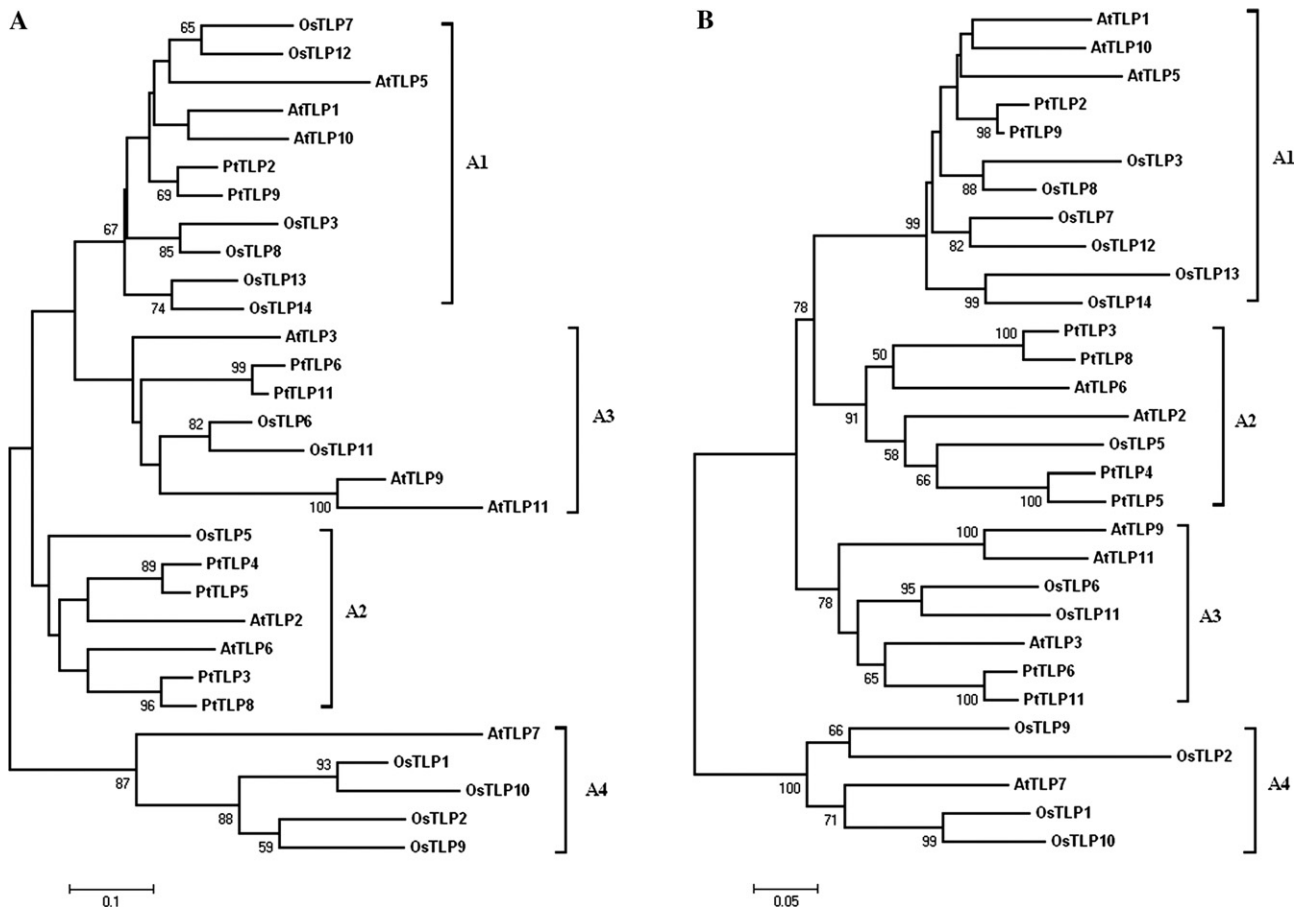 A
65
OsTLP7
OsTLP12
AtTLP5
AtTLP1
AtTLP10
PtTLP2
69
PtTLP9
A1
67
OsTLP3
85
OsTLP8
OsTLP13
74
OsTLP14
AtTLP3
99
PtTLP6
PtTLP11
82
OsTLP6
A3
OsTLP11
AtTLP9
100
AtTLP11
OsTLP5
89
PtTLP4
PtTLP5
A2
AtTLP2
AtTLP6
PtTLP3
96
PtTLP8
AtTLP7
87
93
OsTLP1
A4
OsTLP10
88
OsTLP2
59
OsTLP9
0.1
B
AtTLP1
AtTLP10
AtTLP5
PtTLP2
98
PtTLP9
A1
OsTLP3
88
OsTLP8
99
OsTLP7
82
OsTLP12
OsTLP13
99
OsTLP14
78
100
PtTLP3
50
PtTLP8
AtTLP6
91
AtTLP2
A2
58
OsTLP5
66
PtTLP4
100
PtTLP5
100
AtTLP9
AtTLP11
78
95
OsTLP6
OsTLP11
A3
AtTLP3
65
PtTLP6
100
PtTLP11
66
OsTLP9
OsTLP2
100
AtTLP7
A4
71
OsTLP1
99
OsTLP10
0.05